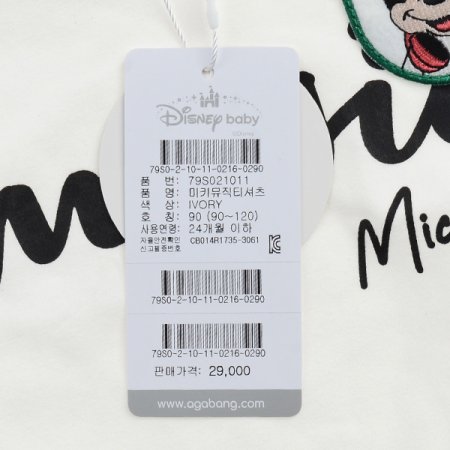 Disney baby
©Disney
79S0-2-10-11-0216-0290
품 번: 79S021011
품 명: 미키뮤직티셔츠
색 상: IVORY
호 칭: 90 (90~120)
사용연령: 24개월 이하
자율안전확인
신고필증번호 CB014R1735-3061
79S0-2-10-11-0216-0290
79S0-2-10-11-0216-0290
판매가격: 29,000
www.agabang.com
Mic